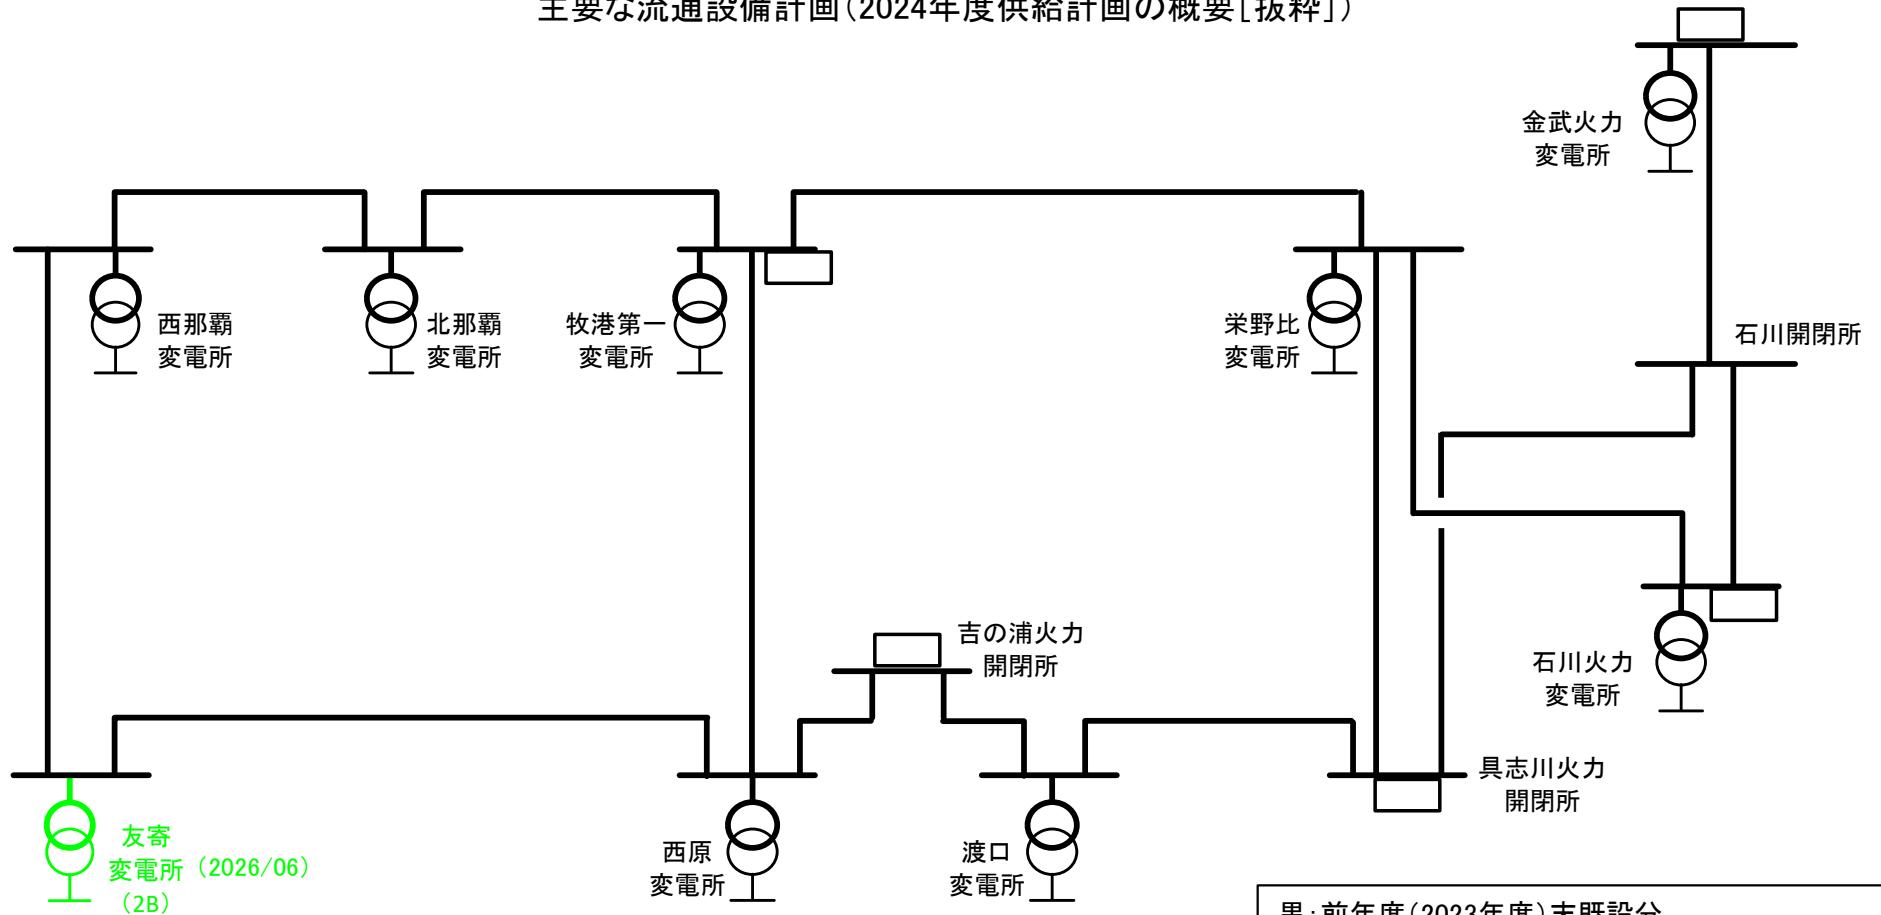 主要な流通設備計画（2024年度供給計画の概要［抜粋］）
金武火力
変電所
西那覇
変電所
北那覇
変電所
牧港第一
変電所
栄野比
変電所
石川開閉所
吉の浦火力
開閉所
石川火力
変電所
具志川火力
開閉所
友寄
変電所（2026/06）
（2B）
西原
変電所
渡口
変電所
黒：前年度（2023年度）末既設分